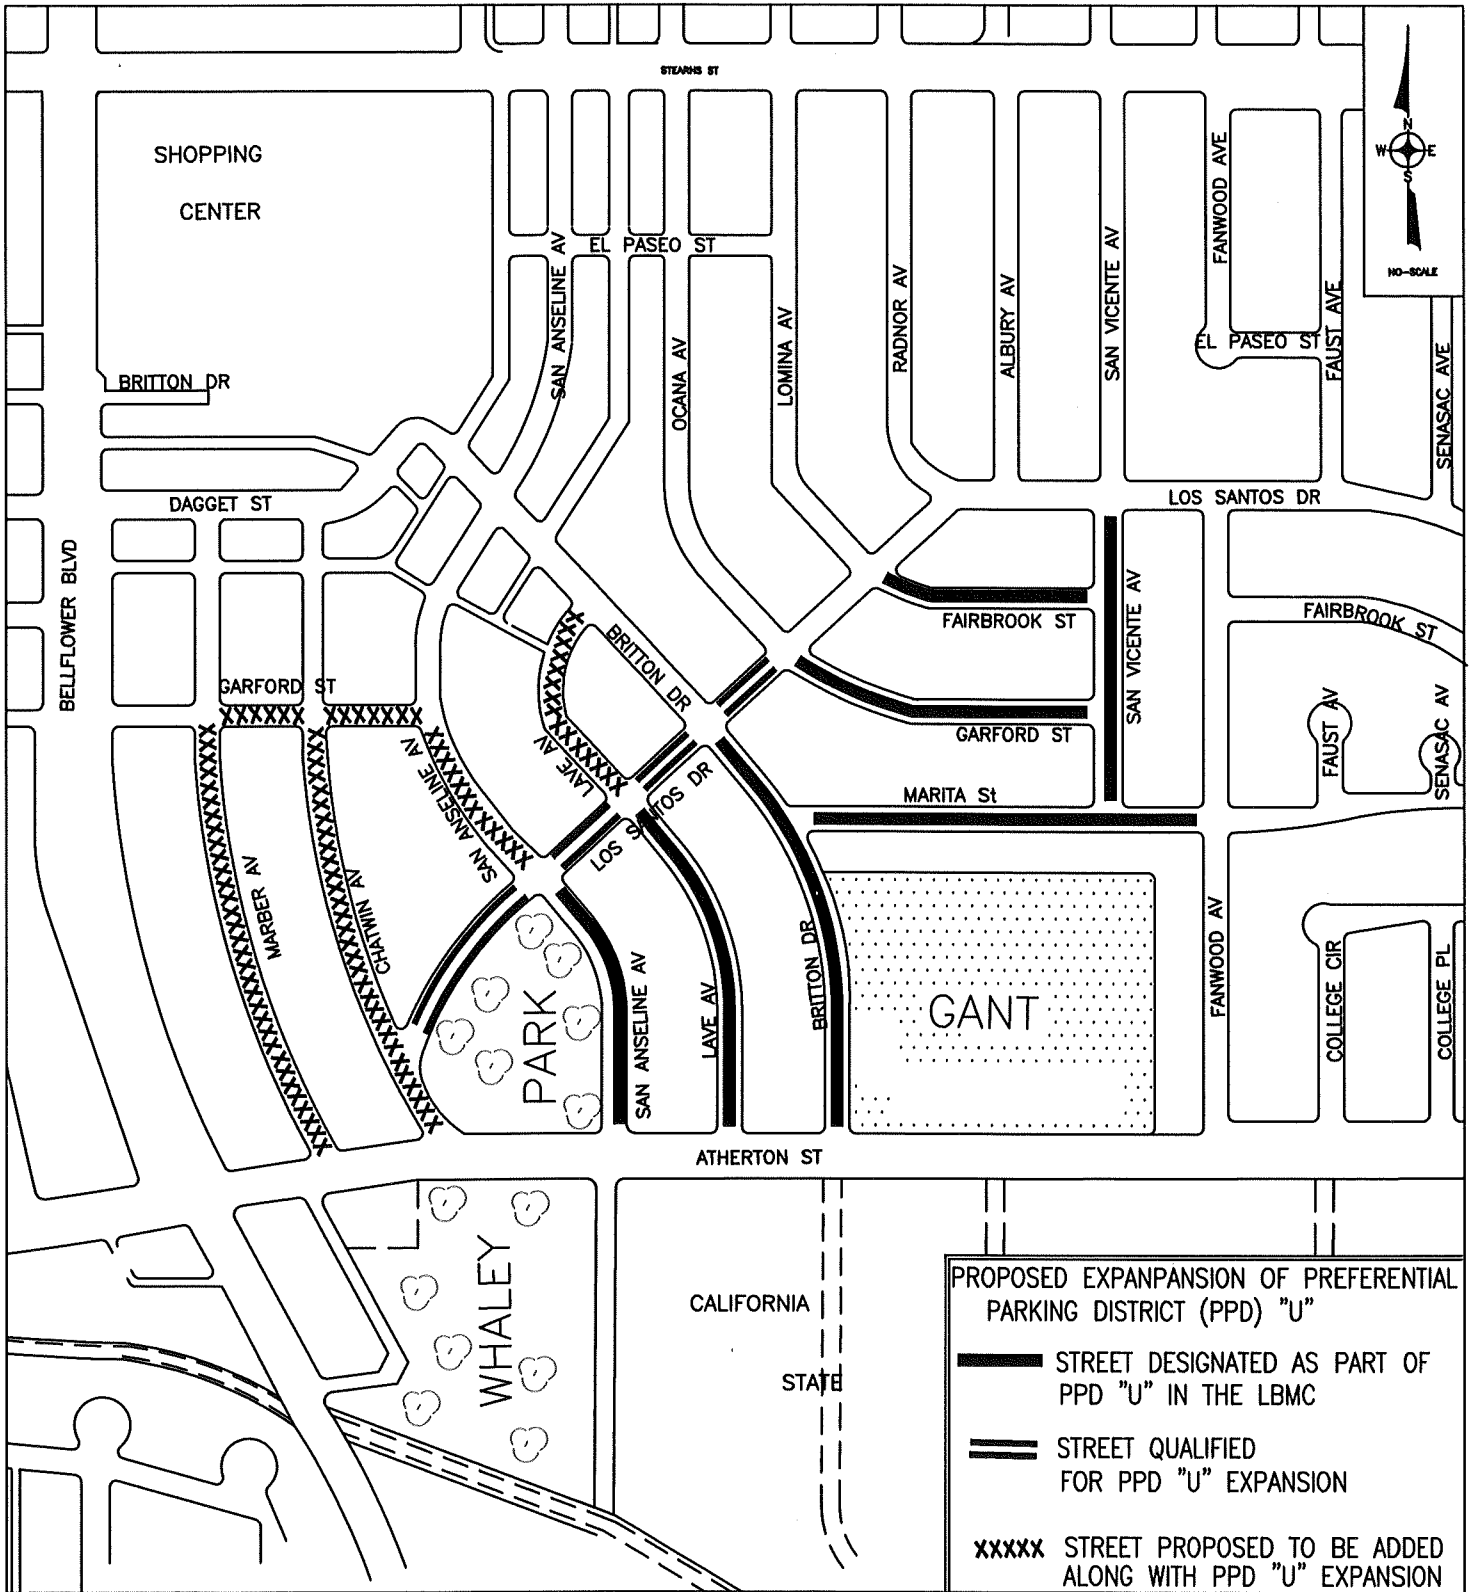 STEARNS ST
SHOPPING
CENTER
N
W E
S
NO-SCALE
FANWOOD AVE
SAN ANSELINE AV
EL PASEO ST
SAN VICENTE AV
RADNOR AV
ALBURY AV
LOMINA AV
OCANA AV
EL PASEO ST
FAUST AVE
SENASAC AVE
BRITTON DR
DAGGET ST
LOS SANTOS DR
BELLFLOWER BLVD
FAIRBROOK ST
SAN VICENTE AV
FAIRBROOK ST
BRITTON DR
GARFORD ST
XXXXXX XXXXXXX
GARFORD ST
FAUST AV
SENASAC AV
LAVE AV
SAN ANSELINE AV
LOS SANTOS DR
MARITA St
MARBER AV
CHATWIN AV
PARK
SAN ANSELINE AV
LAVE AV
BRITTON DR
GANT
FANWOOD AV
COLLEGE CIR
COLLEGE PL
ATHERTON ST
WHALEY
CALIFORNIA
STATE
PROPOSED EXPANPANSION OF PREFERENTIAL
PARKING DISTRICT (PPD) "U"
STREET DESIGNATED AS PART OF
PPD "U" IN THE LBMC
STREET QUALIFIED
FOR PPD "U" EXPANSION
XXXXX STREET PROPOSED TO BE ADDED
ALONG WITH PPD "U" EXPANSION